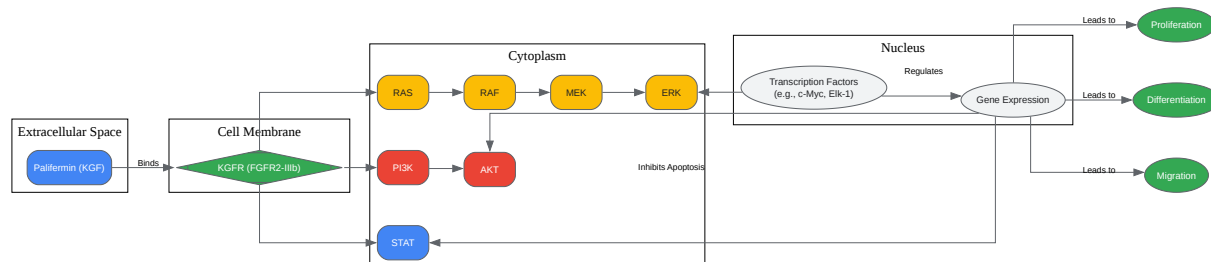 Extracellular Space
Palifermin (KGF)
Binds
Cell Membrane
KGFR (FGFR2-IIIb)
Cytoplasm
RAS
RAF
MEK
ERK
PI3K
AKT
Inhibits Apoptosis
STAT
Nucleus
Transcription Factors
(e.g., c-Myc, Elk-1)
Regulates
Gene Expression
Leads to
Proliferation
Leads to
Differentiation
Leads to
Migration